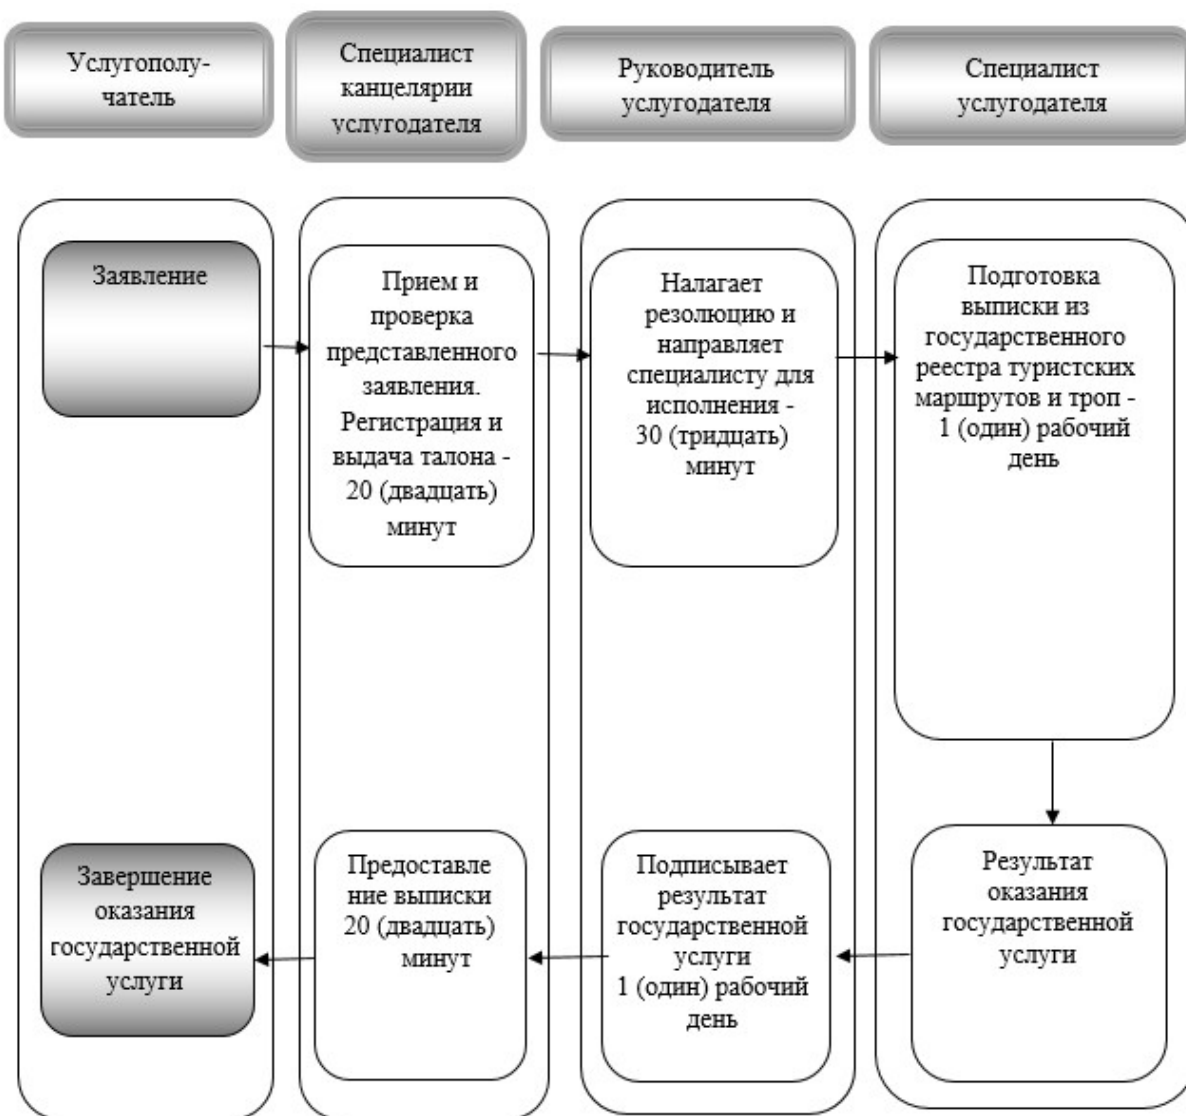 Услугополу-
чатель
Специалист
канцелярии
услугодателя
Руководитель
услугодателя
Специалист
услугодателя
Заявление
Прием и
проверка
представленного
заявления.
Регистрация и
выдача талона -
20 (двадцать)
минут
Налагает
резолюцию и
направляет
специалисту для
исполнения -
30 (тридцать)
минут
Подготовка
выписки из
государственного
реестра туристских
маршрутов и троп -
1 (один) рабочий
день
Завершение
оказания
государственной
услуги
Предоставле
ние выписки
20 (двадцать)
минут
Подписывает
результат
государственной
услуги
1 (один) рабочий
день
Результат
оказания
государственной
услуги